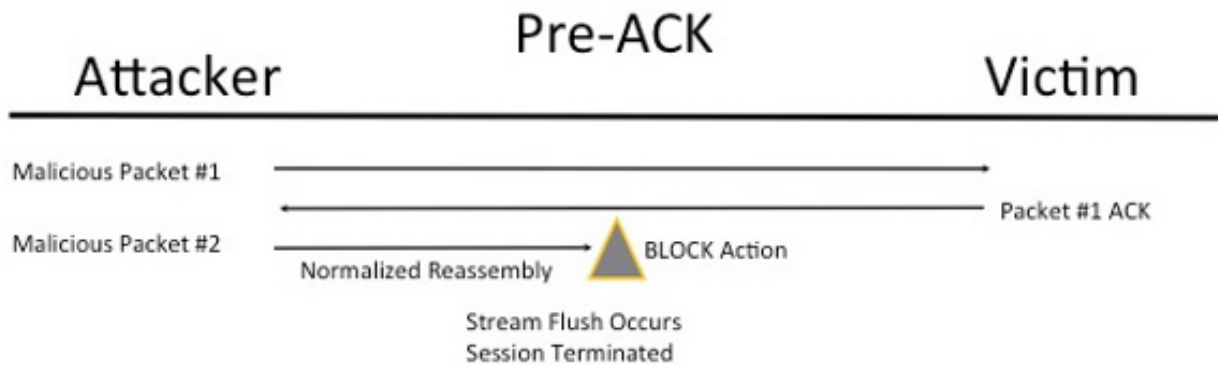 Pre-ACK
Attacker
Victim
Malicious Packet #1
Packet #1 ACK
Malicious Packet #2
BLOCK Action
Normalized Reassembly
Stream Flush Occurs
Session Terminated